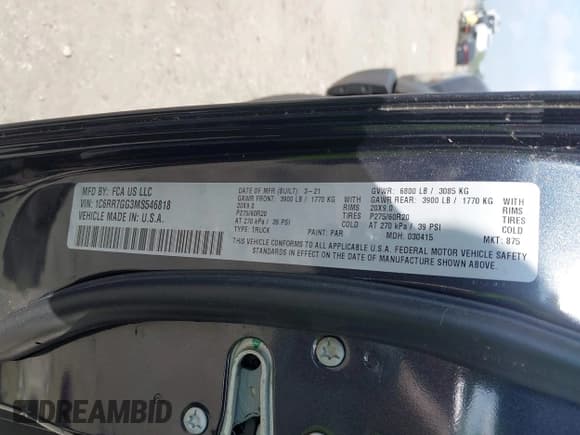 MFD BY: FCA US LLC
DATE OF MFR (BUILT) 3-21
GVWR: 6800 LB / 3085 KG
VIN: 1C6RR7GG3MS546818
GAWR FRONT: 3900 LB / 1770 KG WITH
GAWR REAR: 3900 LB / 1770 KG WITH
20X9.0 RIMS
20X9.0 RIMS
VEHICLE MADE IN U.S.A.
P275/60R20 TIRES
P275/60R20 TIRES
AT 270 kPa / 39 PSI
AT 270 kPa / 39 PSI
TYPE: TRUCK
PAINT: PAR
MDH: 030415
MKT: 875
THIS VEHICLE CONFORMS TO ALL APPLICABLE U.S.A. FEDERAL MOTOR VEHICLE SAFETY
STANDARDS IN EFFECT ON THE DATE OF MANUFACTURE SHOWN ABOVE.
DREAMBID